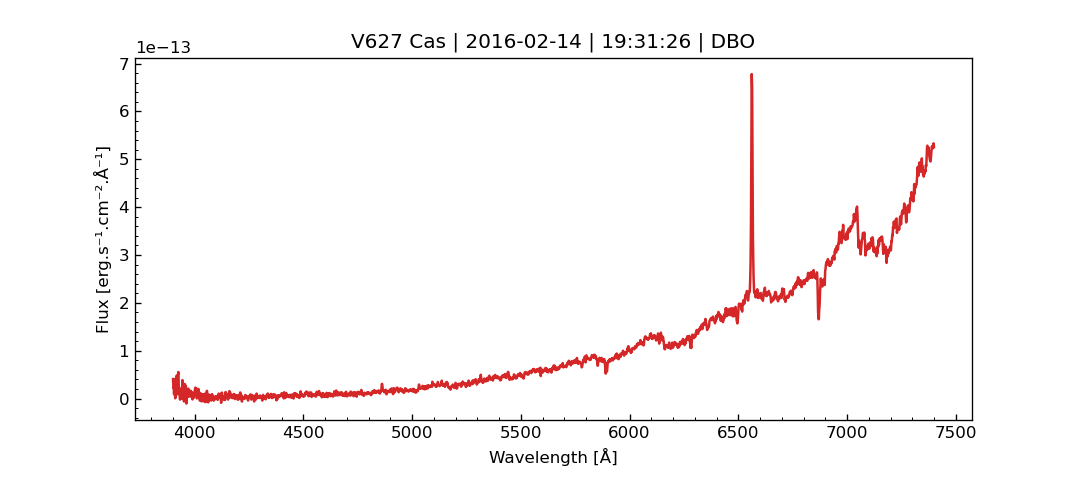 V627 Cas | 2016-02-14 | 19:31:26 | DBO
1e−13
7
6
5
4
3
2
1
0
Flux [erg.s⁻¹.cm⁻².Å⁻¹]
4000 4500 5000 5500 6000 6500 7000 7500
Wavelength [Å]